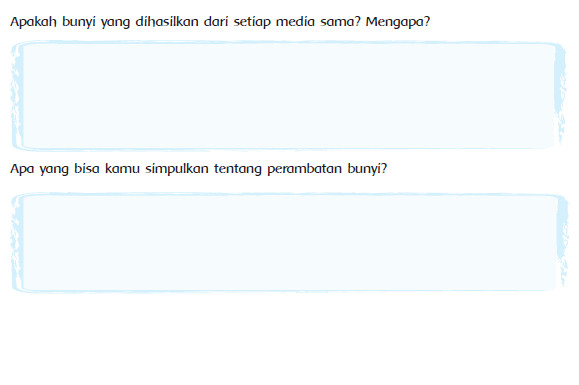 Apakah bunyi yang dihasilkan dari setiap media sama? Mengapa?
Apa yang bisa kamu simpulkan tentang perambatan bunyi?